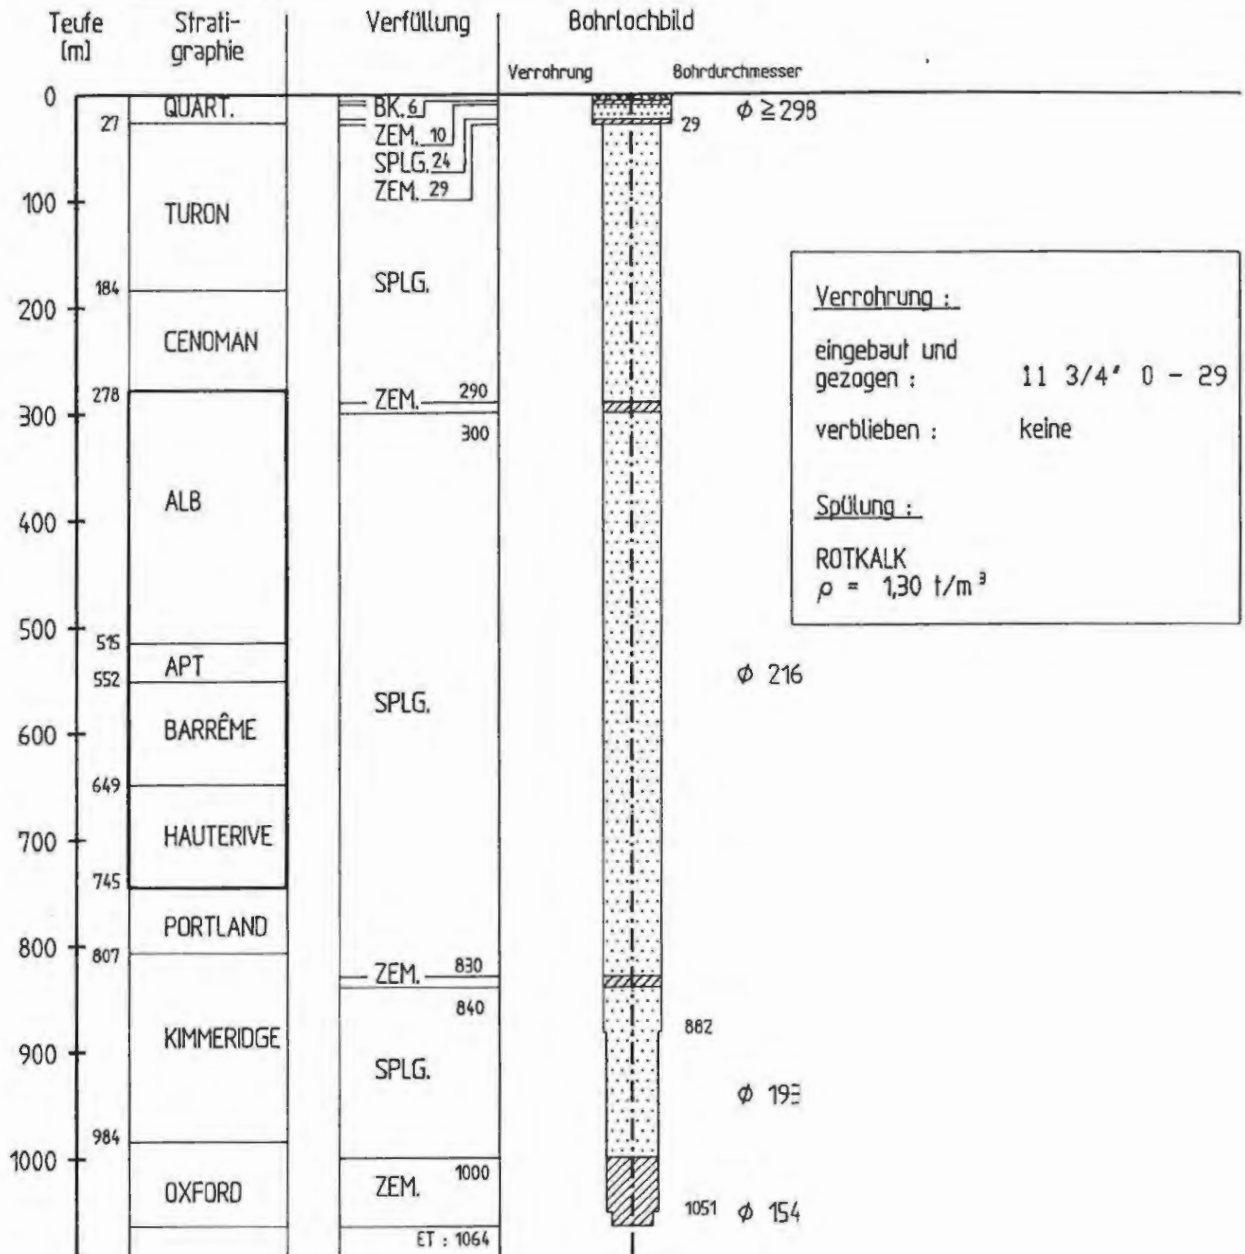 Teufe
[m]
Strati-
graphie
Verfüllung
Bohrlochbild
Verrohrung
Bohrdurchmesser
0
QUART.
27
BK. 6
ZEM. 10
SPLG. 24
ZEM. 29
29
φ ≧ 298
100
TURON
184
200
SPLG.
CENOMAN
278
ZEM. 290
300
300
ALB
400
500
515
APT
552
BARRÊME
600
649
HAUTERIVE
700
745
PORTLAND
800
807
SPLG.
φ 216
ZEM. 830
840
882
KIMMERIDGE
900
SPLG.
φ 193
984
1000
1000
OXFORD
ZEM.
1051 φ 154
ET : 1064
Verrohrung :
eingebaut und
gezogen : 11 3/4" 0 - 29
verblieben : keine
Spülung :
ROTKALK
ρ = 1,30 t/m³